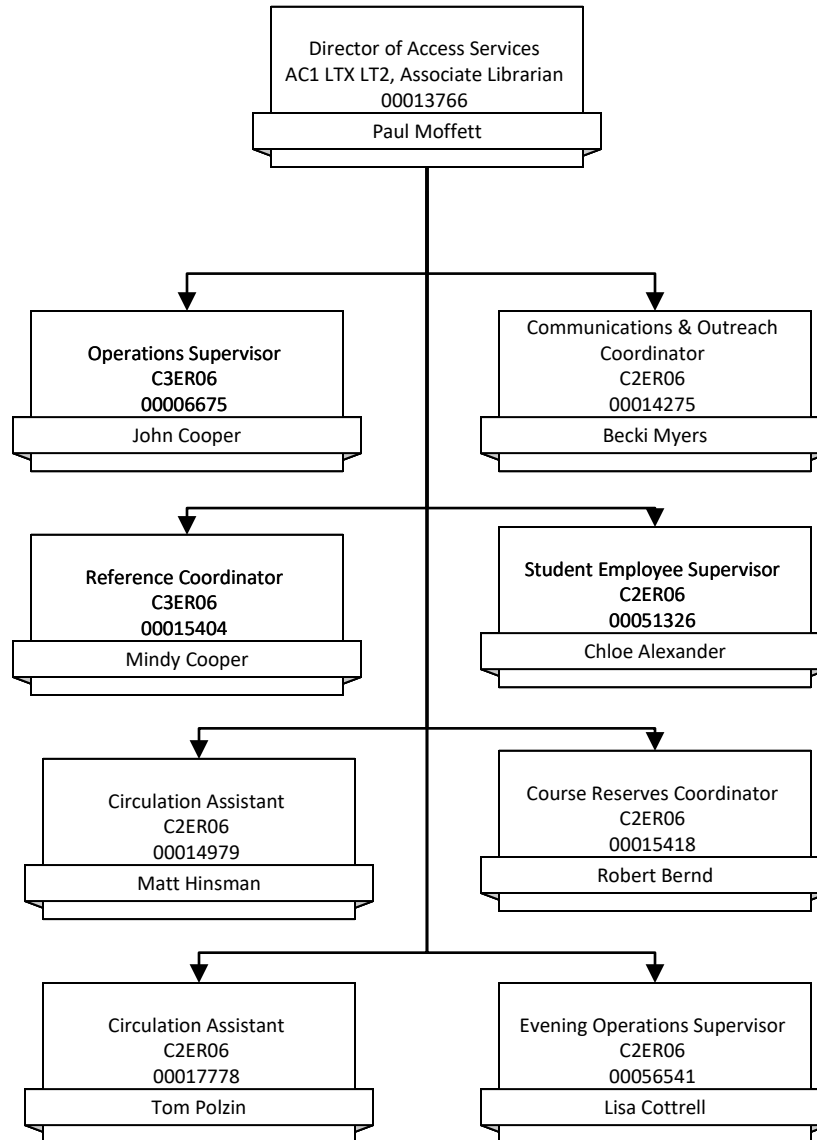 Director of Access Services
AC1 LTX LT2, Associate Librarian
00013766
Paul Moffett
Operations Supervisor
C3ER06
00006675
John Cooper
Communications & Outreach
Coordinator
C2ER06
00014275
Becki Myers
Reference Coordinator
C3ER06
00015404
Mindy Cooper
Student Employee Supervisor
C2ER06
00051326
Chloe Alexander
Circulation Assistant
C2ER06
00014979
Matt Hinsman
Course Reserves Coordinator
C2ER06
00015418
Robert Bernd
Circulation Assistant
C2ER06
00017778
Tom Polzin
Evening Operations Supervisor
C2ER06
00056541
Lisa Cottrell